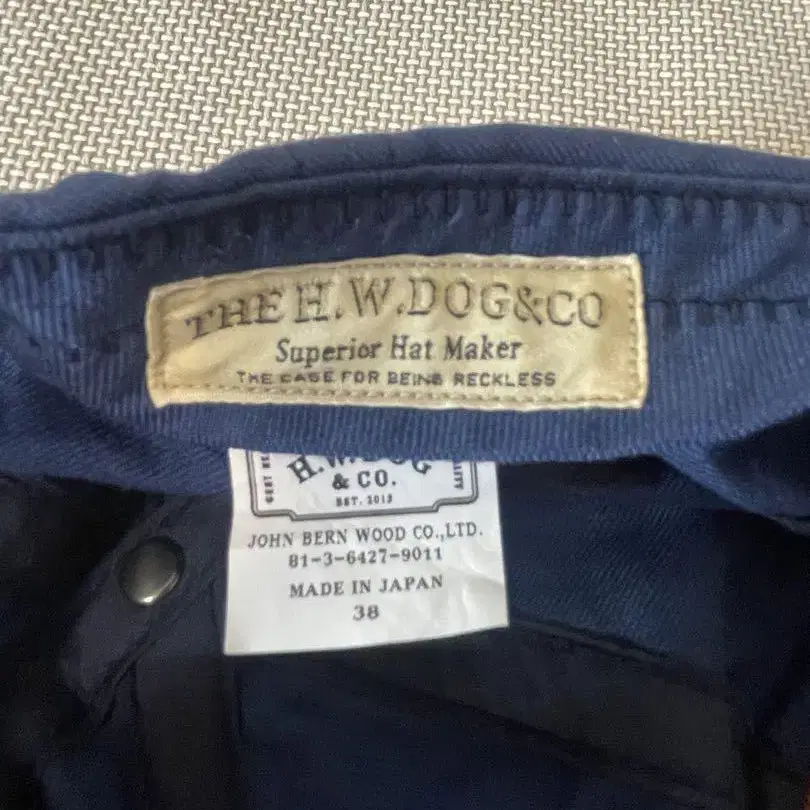 THE H.W.DOG&CO
Superior Hat Maker
THE CASE FOR BEING RECKLESS
H.W.DOG
& CO.
EST. 2013
JOHN BERN WOOD CO.,LTD.
81-3-6427-9011
MADE IN JAPAN
38